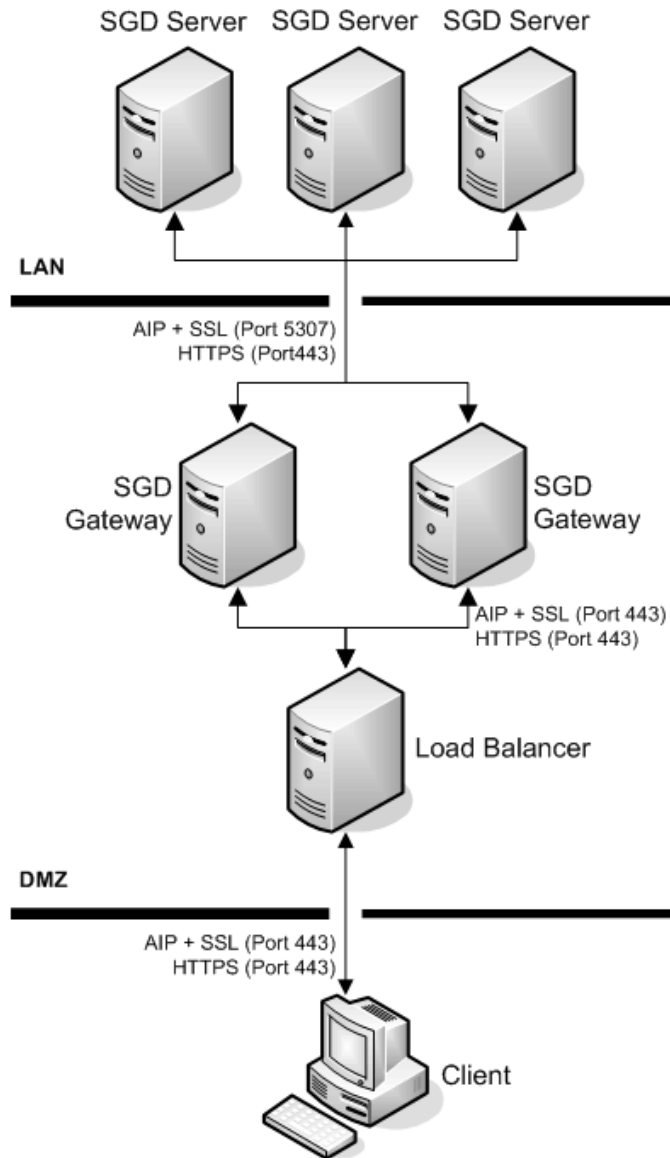 SGD Server SGD Server SGD Server
LAN
AIP + SSL (Port 5307)
HTTPS (Port443)
SGD
Gateway
SGD
Gateway
AIP + SSL (Port 443)
HTTPS (Port 443)
Load Balancer
DMZ
AIP + SSL (Port 443)
HTTPS (Port 443)
Client